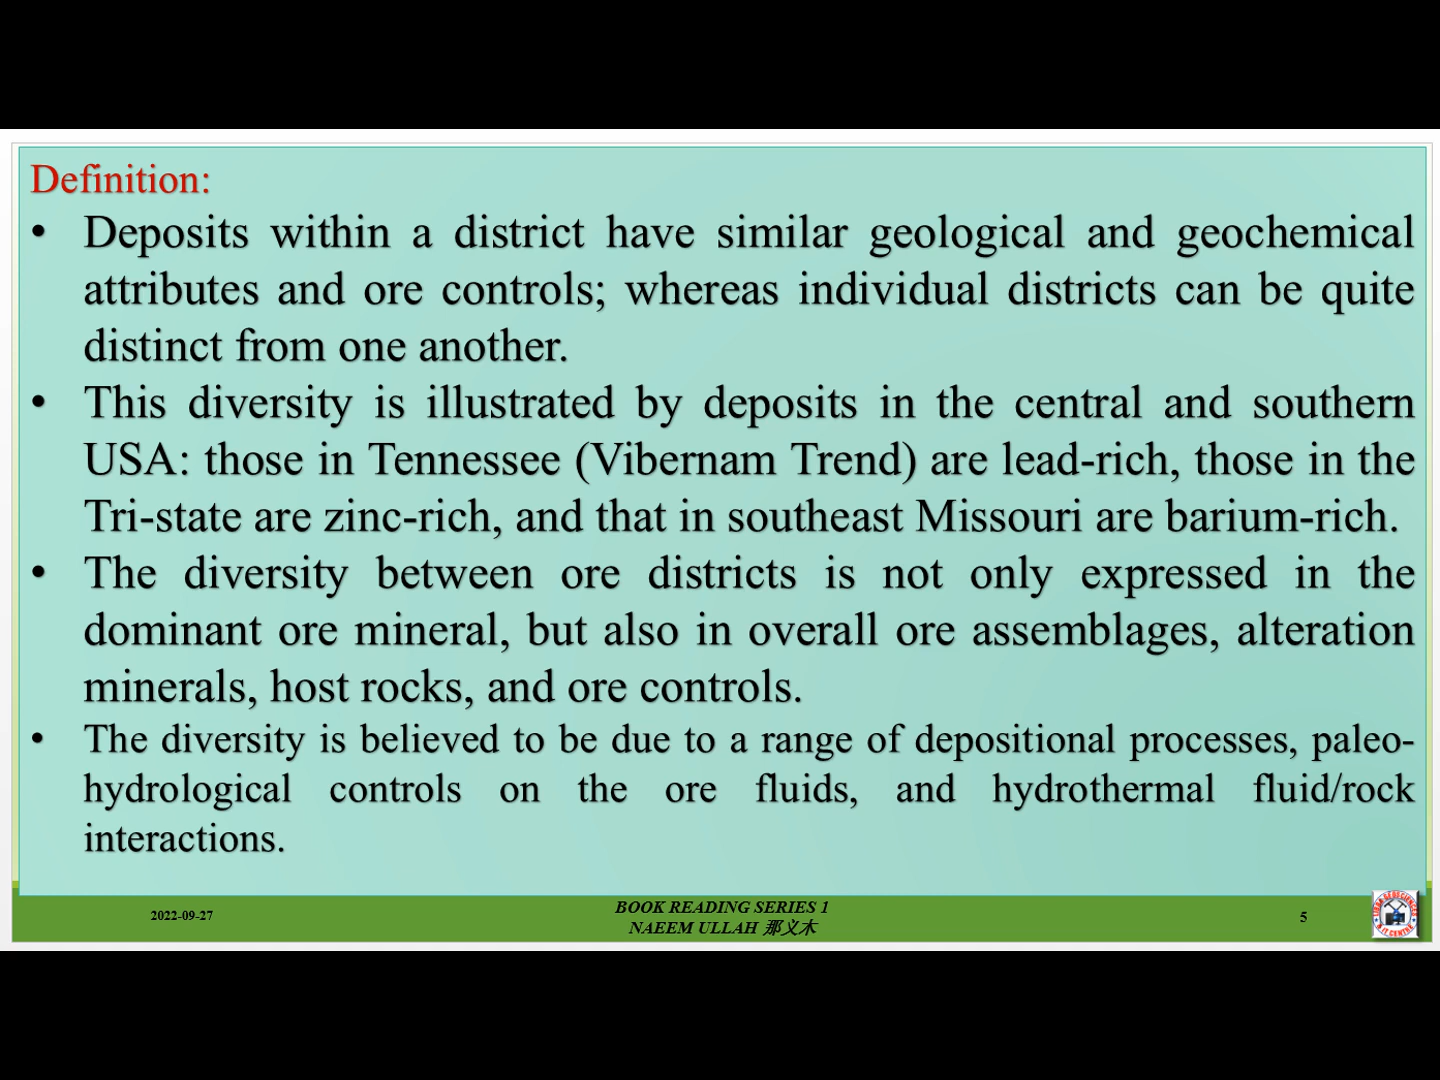 Definition:
• Deposits within a district have similar geological and geochemical
attributes and ore controls; whereas individual districts can be quite
distinct from one another.
• This diversity is illustrated by deposits in the central and southern
USA: those in Tennessee (Vibernam Trend) are lead-rich, those in the
Tri-state are zinc-rich, and that in southeast Missouri are barium-rich.
• The diversity between ore districts is not only expressed in the
dominant ore mineral, but also in overall ore assemblages, alteration
minerals, host rocks, and ore controls.
• The diversity is believed to be due to a range of depositional processes, paleo-
hydrological controls on the ore fluids, and hydrothermal fluid/rock
interactions.
2022-09-27
BOOK READING SERIES 1
NAEEM ULLAH 那义木
5